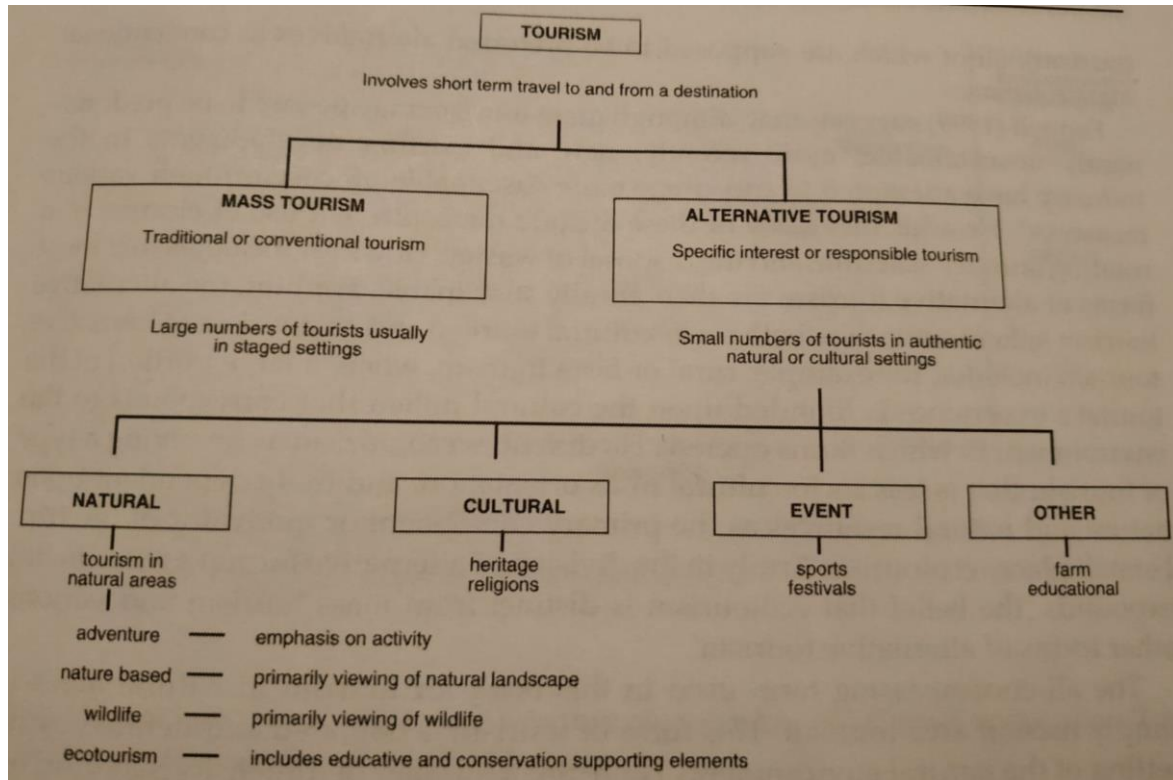 TOURISM
Involves short term travel to and from a destination
MASS TOURISM
Traditional or conventional tourism
Large numbers of tourists usually
in staged settings
ALTERNATIVE TOURISM
Specific interest or responsible tourism
Small numbers of tourists in authentic
natural or cultural settings
NATURAL
tourism in
natural areas
CULTURAL
heritage
religions
EVENT
sports
festivals
OTHER
farm
educational
adventure — emphasis on activity
nature based — primarily viewing of natural landscape
wildlife — primarily viewing of wildlife
ecotourism — includes educative and conservation supporting elements